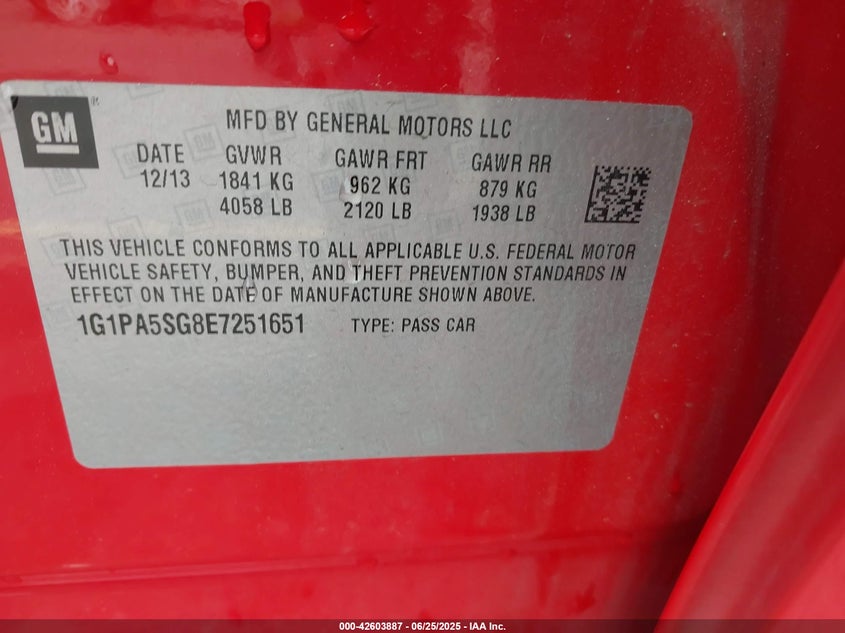 GM
MFD BY GENERAL MOTORS LLC
DATE GVWR GAWR FRT GAWR RR
12/13 1841 KG 962 KG 879 KG
4058 LB 2120 LB 1938 LB
THIS VEHICLE CONFORMS TO ALL APPLICABLE U.S. FEDERAL MOTOR
VEHICLE SAFETY, BUMPER, AND THEFT PREVENTION STANDARDS IN
EFFECT ON THE DATE OF MANUFACTURE SHOWN ABOVE.
1G1PA5SG8E7251651 TYPE: PASS CAR
000-42603887 - 06/25/2025 - IAA Inc.